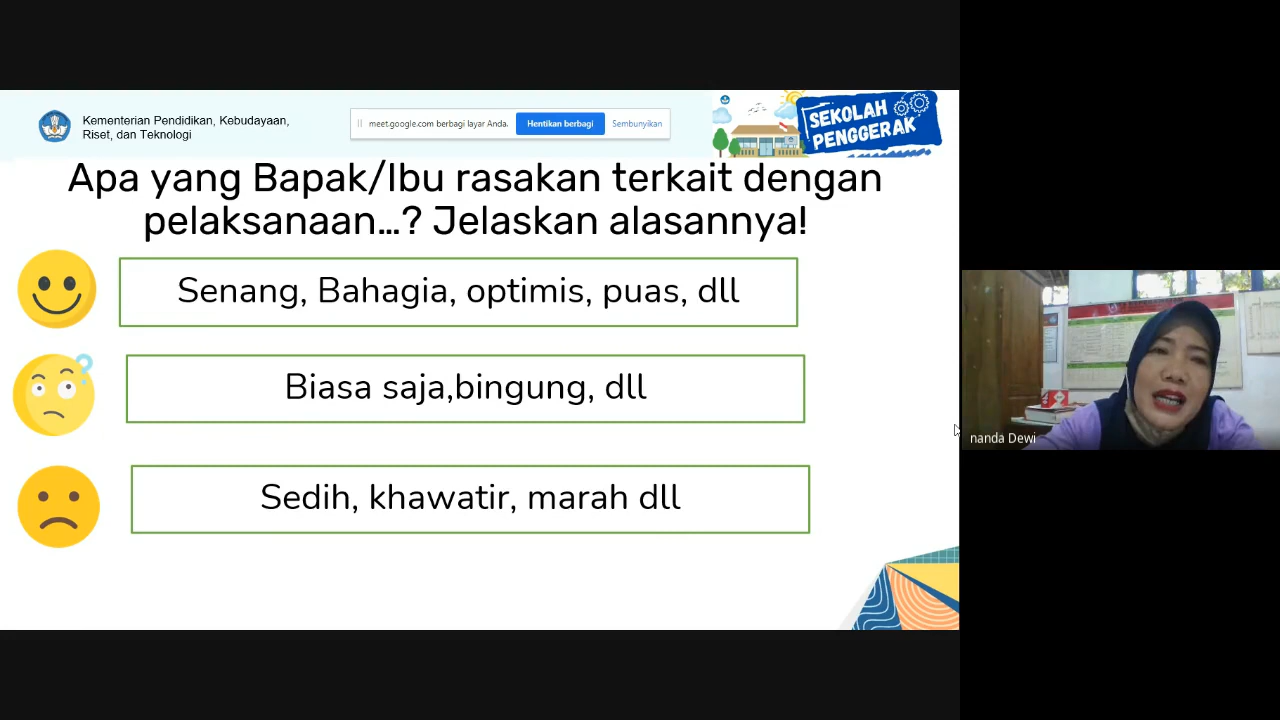 Kementerian Pendidikan, Kebudayaan,
Riset, dan Teknologi
meet.google.com berbagi layar Anda.
Hentikan berbagi
Sembunyikan
SEKOLAH
PENGGERAK
Apa yang Bapak/Ibu rasakan terkait dengan
pelaksanaan...? Jelaskan alasannya!
Senang, Bahagia, optimis, puas, dll
Biasa saja,bingung, dll
Sedih, khawatir, marah dll
nanda Dewi